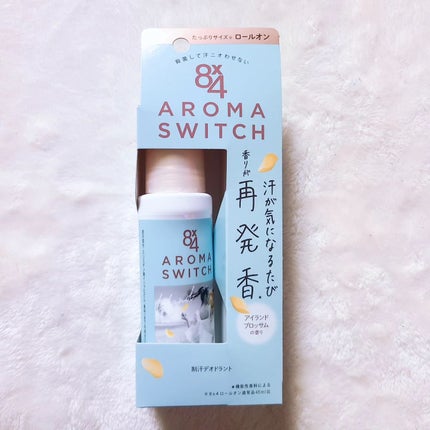 たっぷりサイズ※ ロールオン
殺菌して汗ニオわせない
8x4
AROMA
SWITCH
汗が気になるたび
香りが
再発香※
アイランド
ブロッサム
の香り
8x4
AROMA
SWITCH
制汗デオドラント